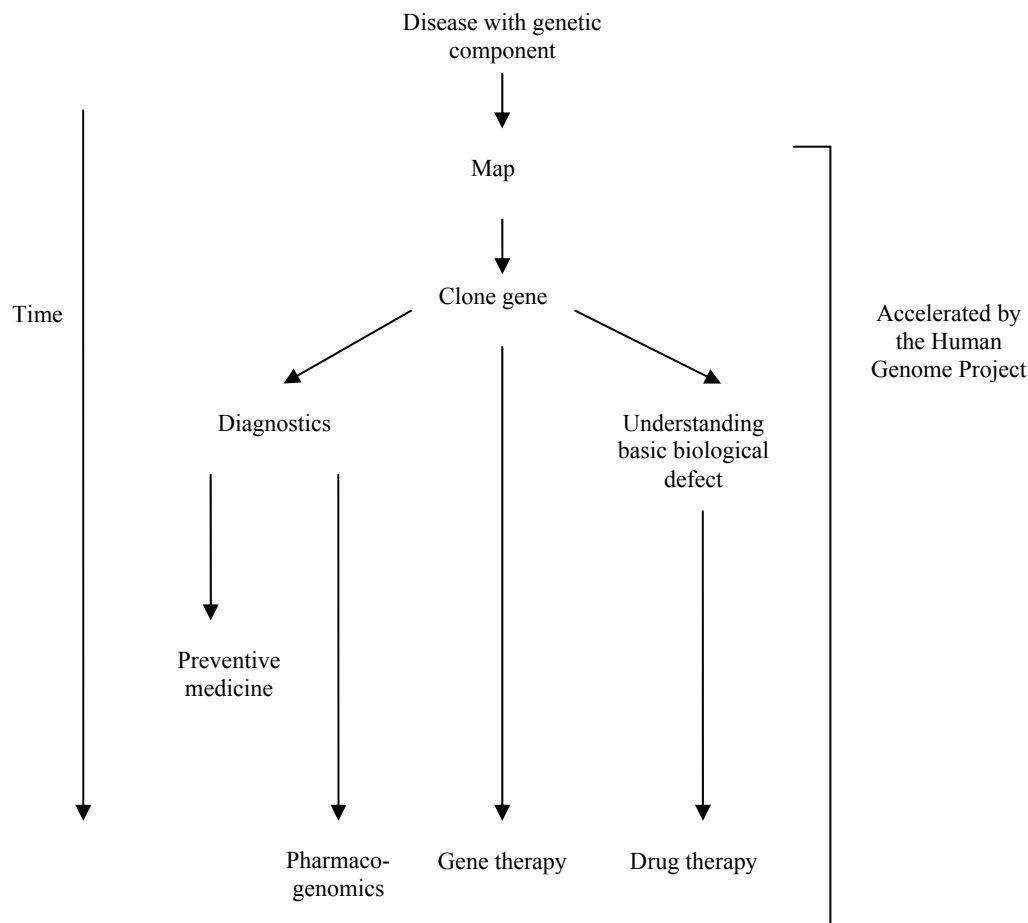 Disease with genetic
component
Map
Clone gene
Time
Accelerated by
the Human
Genome Project
Diagnostics
Understanding
basic biological
defect
Preventive
medicine
Pharmaco-
genomics
Gene therapy
Drug therapy